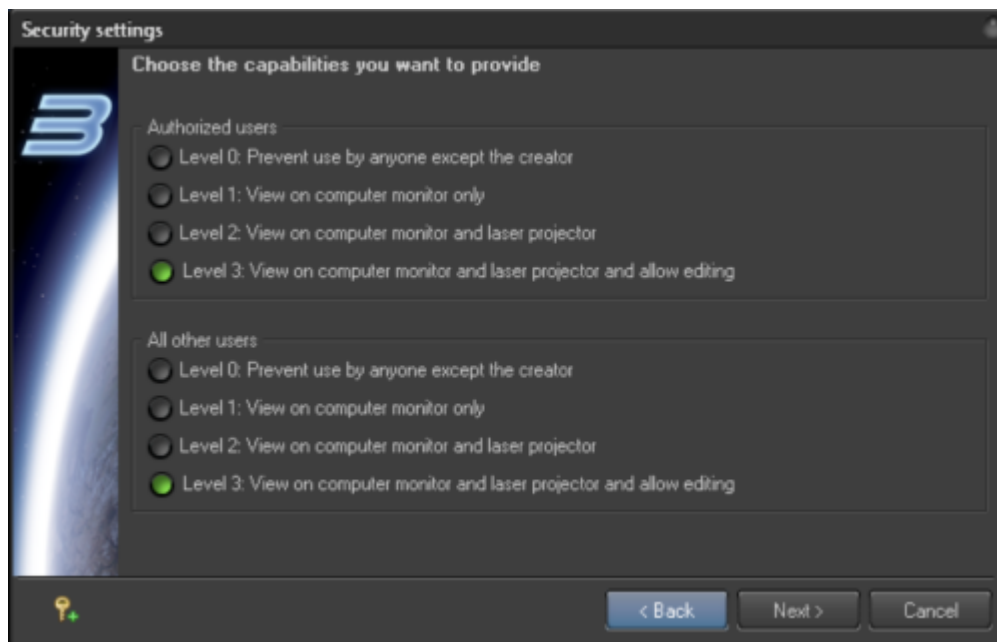 Security settings
Choose the capabilities you want to provide
3
Authorized users
Level 0: Prevent use by anyone except the creator
Level 1: View on computer monitor only
Level 2: View on computer monitor and laser projector
Level 3: View on computer monitor and laser projector and allow editing
All other users
Level 0: Prevent use by anyone except the creator
Level 1: View on computer monitor only
Level 2: View on computer monitor and laser projector
Level 3: View on computer monitor and laser projector and allow editing
< Back
Next >
Cancel